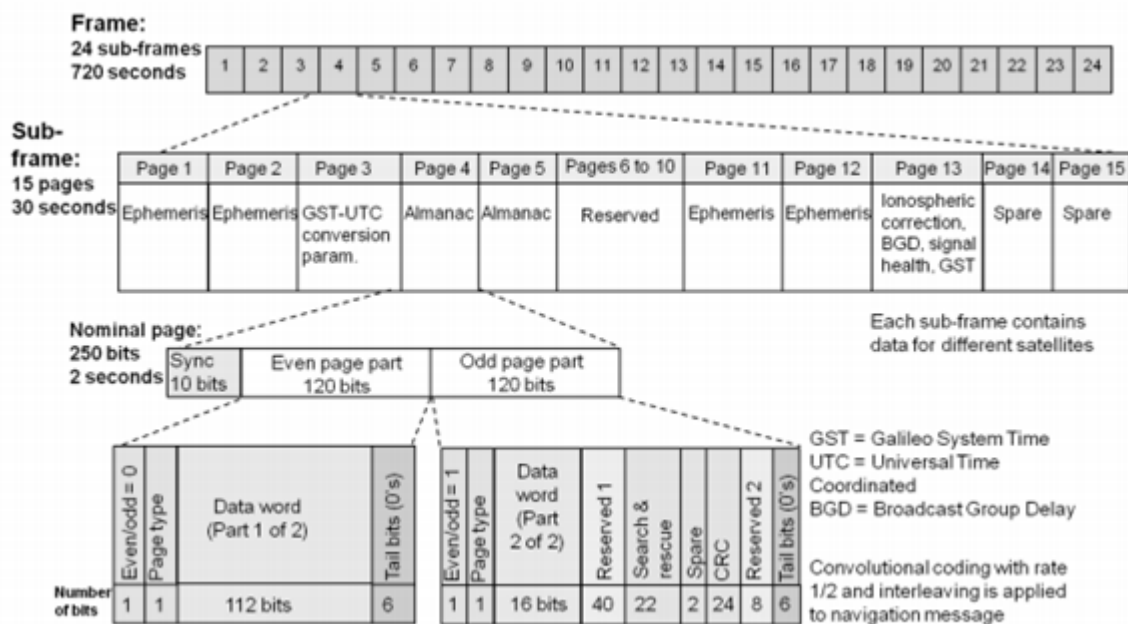 Frame:
24 sub-frames
720 seconds
1 2 3 4 5 6 7 8 9 10 11 12 13 14 15 16 17 18 19 20 21 22 23 24
Sub-
frame:
15 pages
30 seconds
Page 1 Page 2 Page 3 Page 4 Page 5 Pages 6 to 10 Page 11 Page 12 Page 13 Page 14 Page 15
Ephemeris Ephemeris GST-UTC conversion param. Almanac Almanac Reserved Ephemeris Ephemeris Ionospheric correction, BGD, signal health, GST Spare Spare
Each sub-frame contains
data for different satellites
Nominal page:
250 bits
2 seconds
Sync
10 bits
Even page part
120 bits
Odd page part
120 bits
Even/odd = 0
Page type
Data word
(Part 1 of 2)
Tail bits (0's)
Even/odd = 1
Page type
Data
word
(Part
2 of 2)
Reserved 1
Search &
rescue
Spare
CRC
Reserved 2
Tail bits (0's)
Number
of bits
1 1 112 bits 6
1 1 16 bits 40 22 2 24 8 6
GST = Galileo System Time
UTC = Universal Time
Coordinated
BGD = Broadcast Group Delay
Convolutional coding with rate
1/2 and interleaving is applied
to navigation message